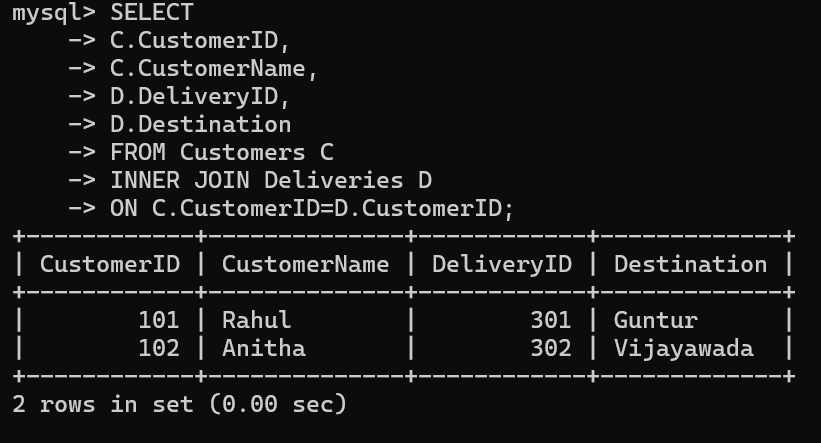 mysql> SELECT
    -> C.CustomerID,
    -> C.CustomerName,
    -> D.DeliveryID,
    -> D.Destination
    -> FROM Customers C
    -> INNER JOIN Deliveries D
    -> ON C.CustomerID=D.CustomerID;
+------------+--------------+------------+-------------+
| CustomerID | CustomerName | DeliveryID | Destination |
+------------+--------------+------------+-------------+
|        101 | Rahul        |        301 | Guntur      |
|        102 | Anitha       |        302 | Vijayawada  |
+------------+--------------+------------+-------------+
2 rows in set (0.00 sec)